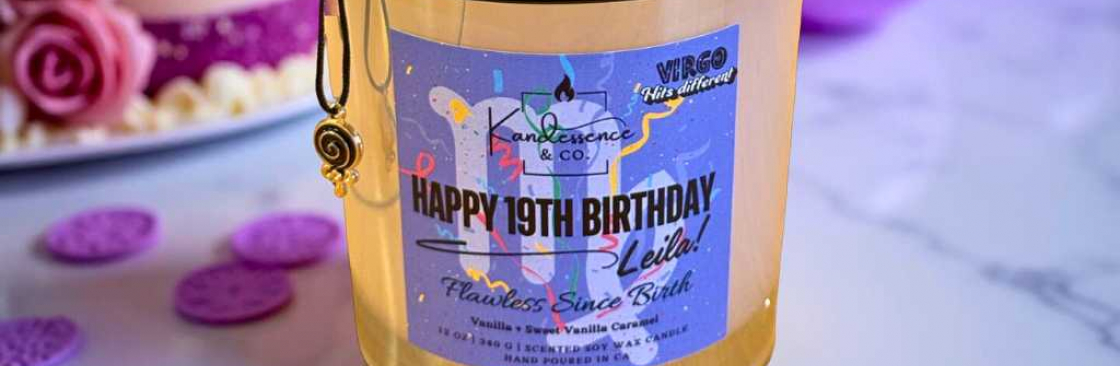 VIRGO
Hits different
Kandlessence
& CO.
HAPPY 19TH BIRTHDAY
Leila!
Flawless Since Birth
Vanilla + Sweet Vanilla Caramel
12 OZ | 340 G | SCENTED SOY WAX CANDLE
HAND POURED IN CA